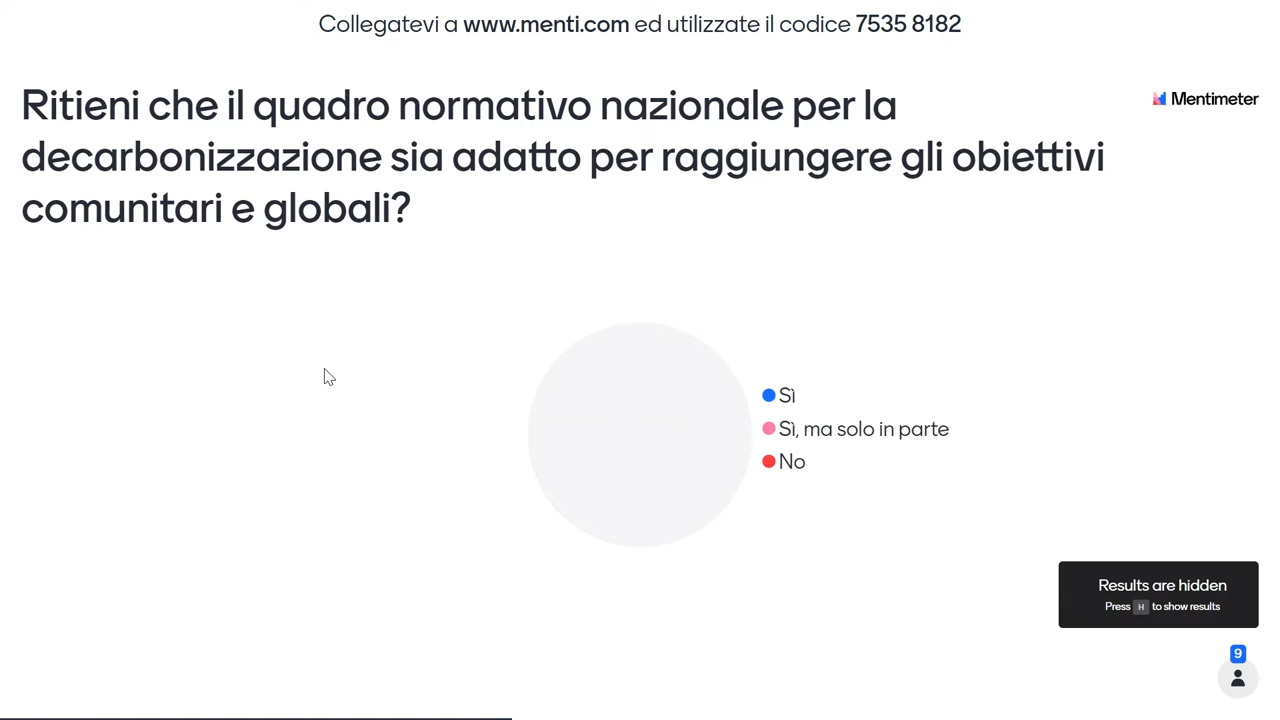 Collegatevi a www.menti.com ed utilizzate il codice 7535 8182
Ritieni che il quadro normativo nazionale per la
decarbonizzazione sia adatto per raggiungere gli obiettivi
comunitari e globali?
Mentimeter
Sì
Sì, ma solo in parte
No
Results are hidden
Press H to show results
9